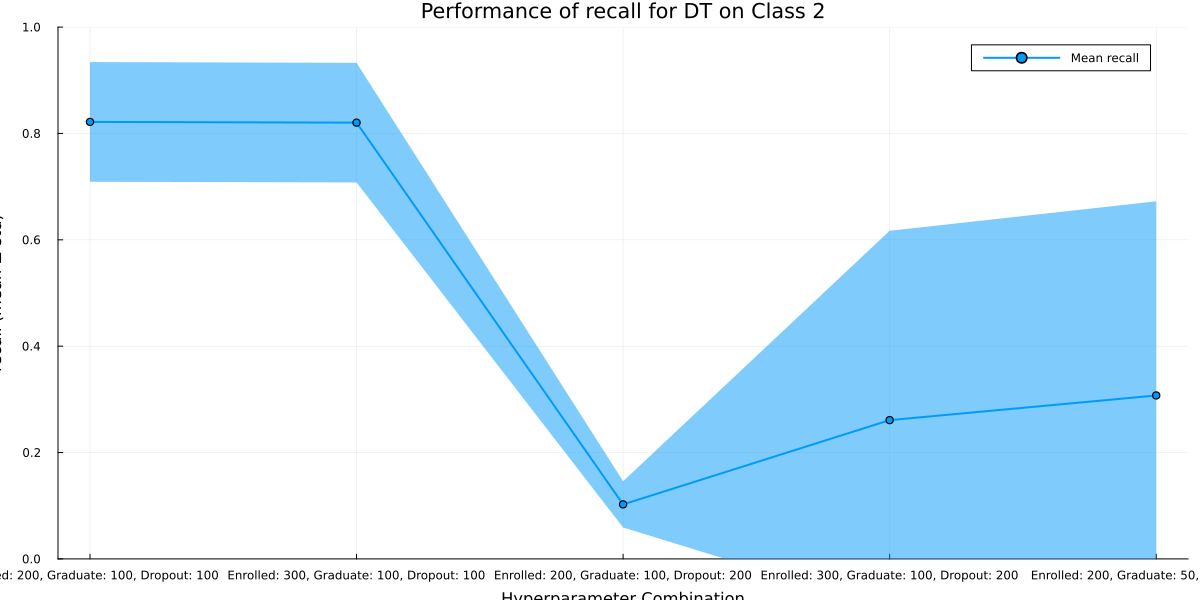 Performance of recall for DT on Class 2
1.0
Mean recall
0.8
0.6
0.4
0.2
0.0
200, Graduate: 100, Dropout: 100 Enrolled: 300, Graduate: 100, Dropout: 100 Enrolled: 200, Graduate: 100, Dropout: 200 Enrolled: 300, Graduate: 100, Dropout: 200 Enrolled: 200, Graduate: 50,
Hyperparameter Combination